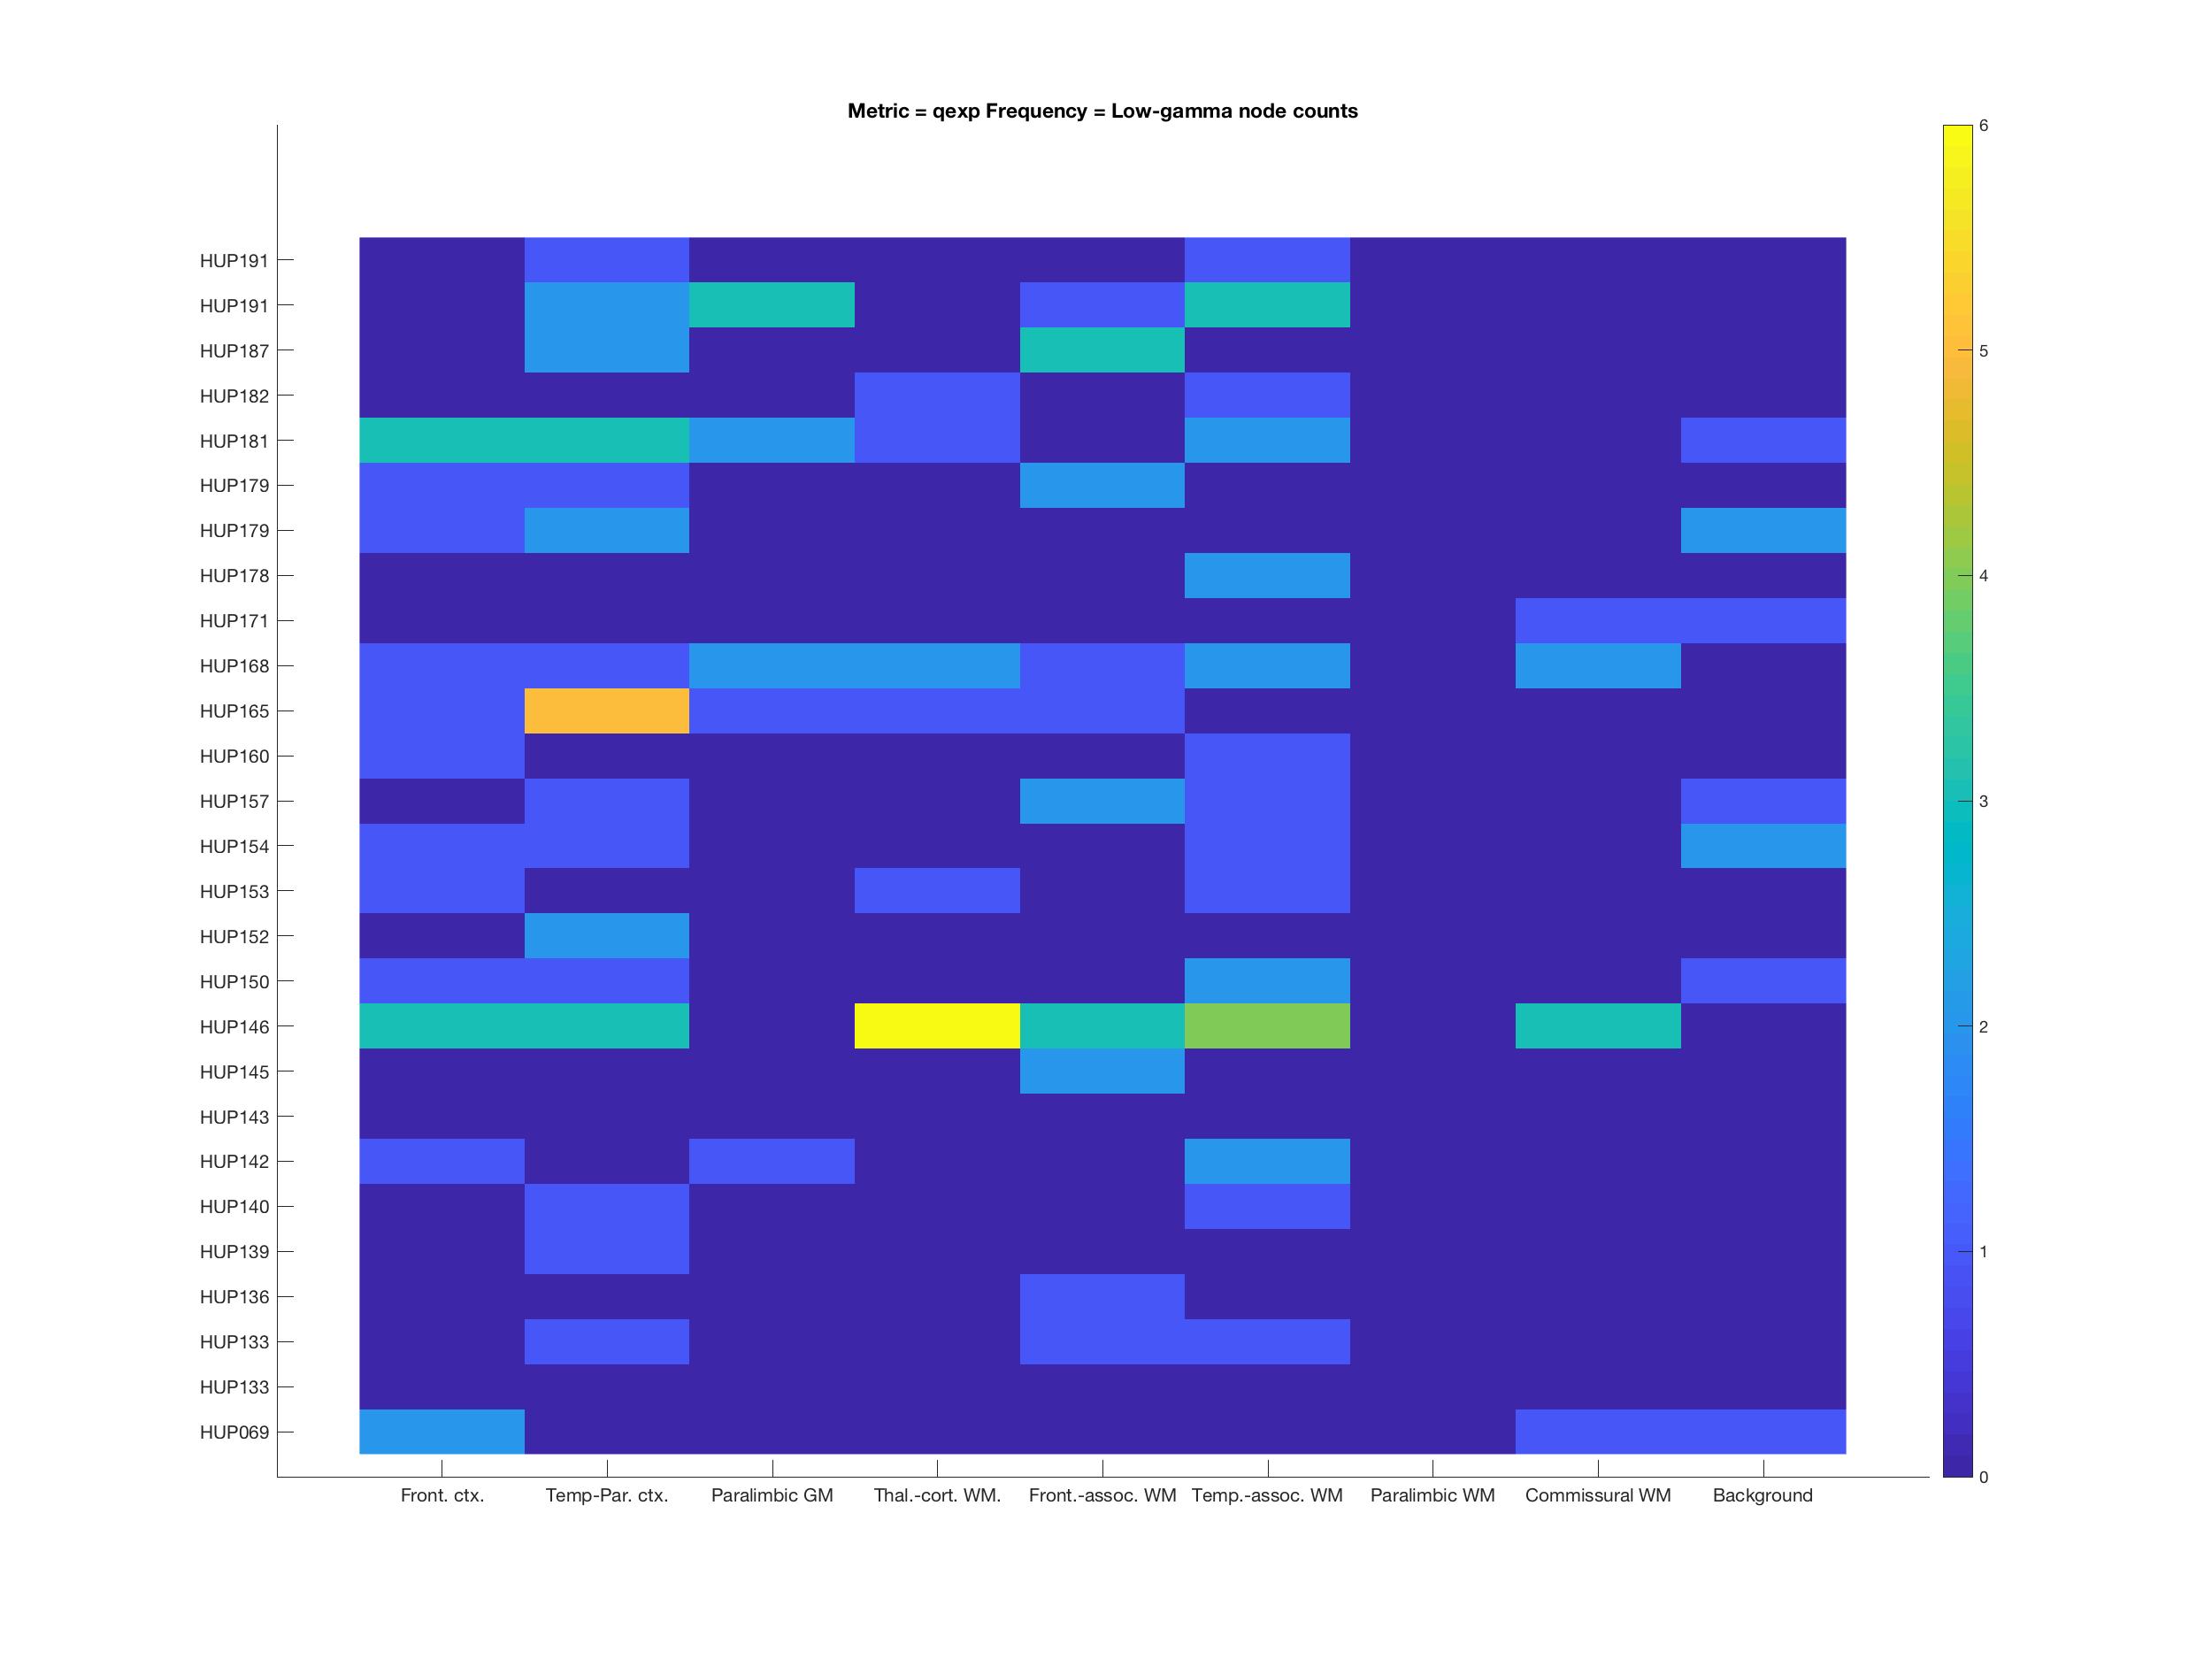 Metric = qexp Frequency = Low-gamma node counts
HUP191
HUP191
HUP187
HUP182
HUP181
HUP179
HUP179
HUP178
HUP171
HUP168
HUP165
HUP160
HUP157
HUP154
HUP153
HUP152
HUP150
HUP146
HUP145
HUP143
HUP142
HUP140
HUP139
HUP136
HUP133
HUP133
HUP069
Front. ctx. Temp-Par. ctx. Paralimbic GM Thal.-cort. WM. Front.-assoc. WM Temp.-assoc. WM Paralimbic WM Commissural WM Background
6
5
4
3
2
1
0